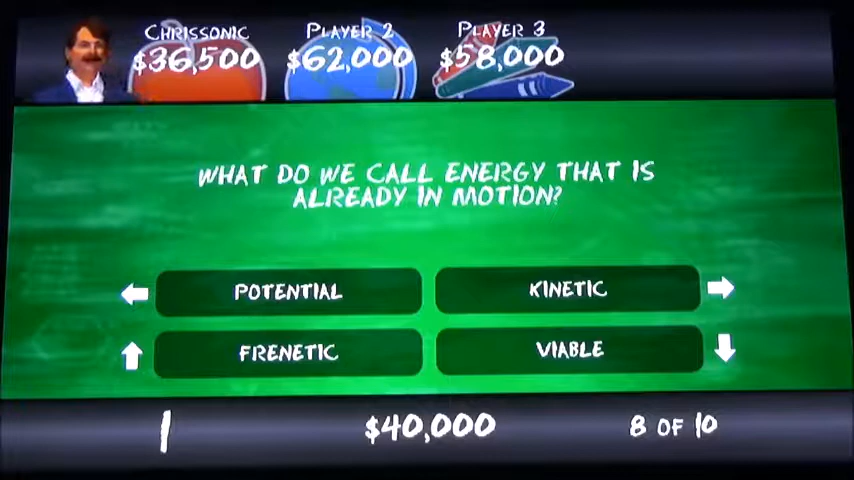 CHRISSONIC PLAYER 2 PLAYER 3
$36,500 $62,000 $58,000
WHAT DO WE CALL ENERGY THAT IS
ALREADY IN MOTION?
POTENTIAL KINETIC
FRENETIC VIABLE
1 $40,000 8 OF 10